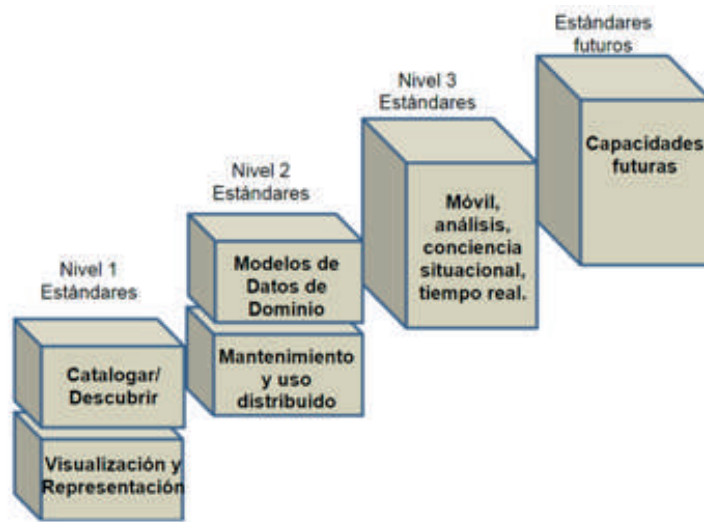 Nivel 1
Estándares
Catalogar/
Descubrir
Visualización y
Representación
Nivel 2
Estándares
Modelos de
Datos de
Dominio
Mantenimiento
y uso
distribuido
Nivel 3
Estándares
Móvil,
análisis,
conciencia
situacional,
tiempo real.
Estándares
futuros
Capacidades
futuras